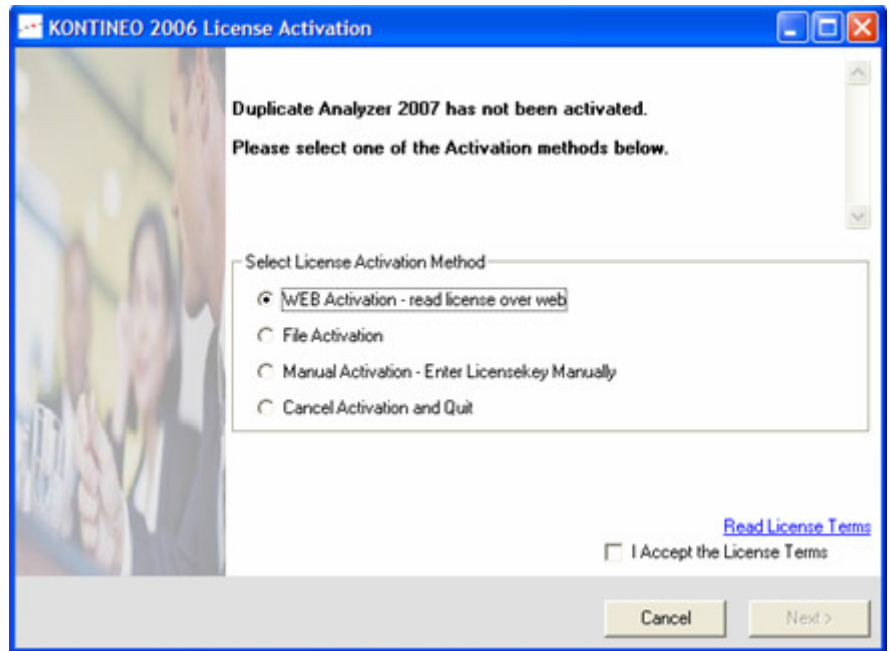 KONTINEO 2006 License Activation
Duplicate Analyzer 2007 has not been activated.
Please select one of the Activation methods below.
Select License Activation Method
WEB Activation - read license over web
File Activation
Manual Activation - Enter Licensekey Manually
Cancel Activation and Quit
Read License Terms
I Accept the License Terms
Cancel
Next >